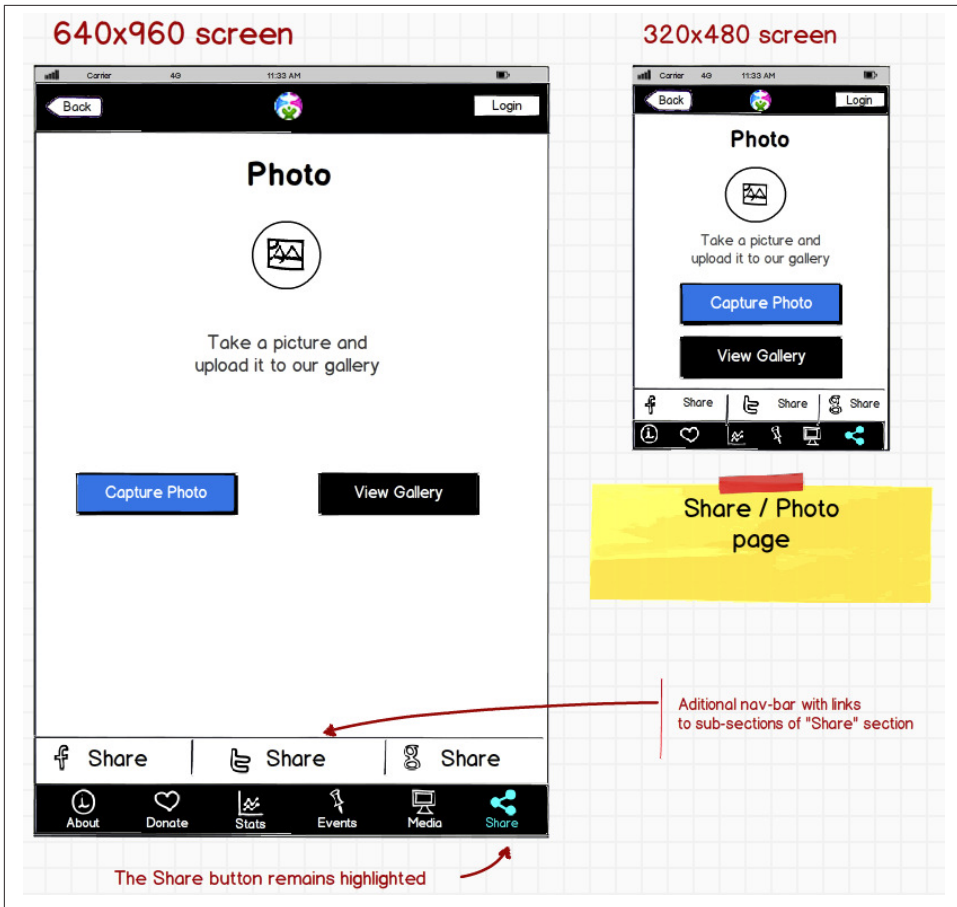 640x960 screen
Carrier 4G 11:33 AM
Back
Login
Photo
Take a picture and
upload it to our gallery
Capture Photo
View Gallery
f Share
t Share
g Share
About
Donate
Stats
Events
Media
Share
The Share button remains highlighted
320x480 screen
Carrier 4G 11:33 AM
Back
Login
Photo
Take a picture and
upload it to our gallery
Capture Photo
View Gallery
f Share
t Share
g Share
Share / Photo
page
Aditional nav-bar with links
to sub-sections of "Share" section